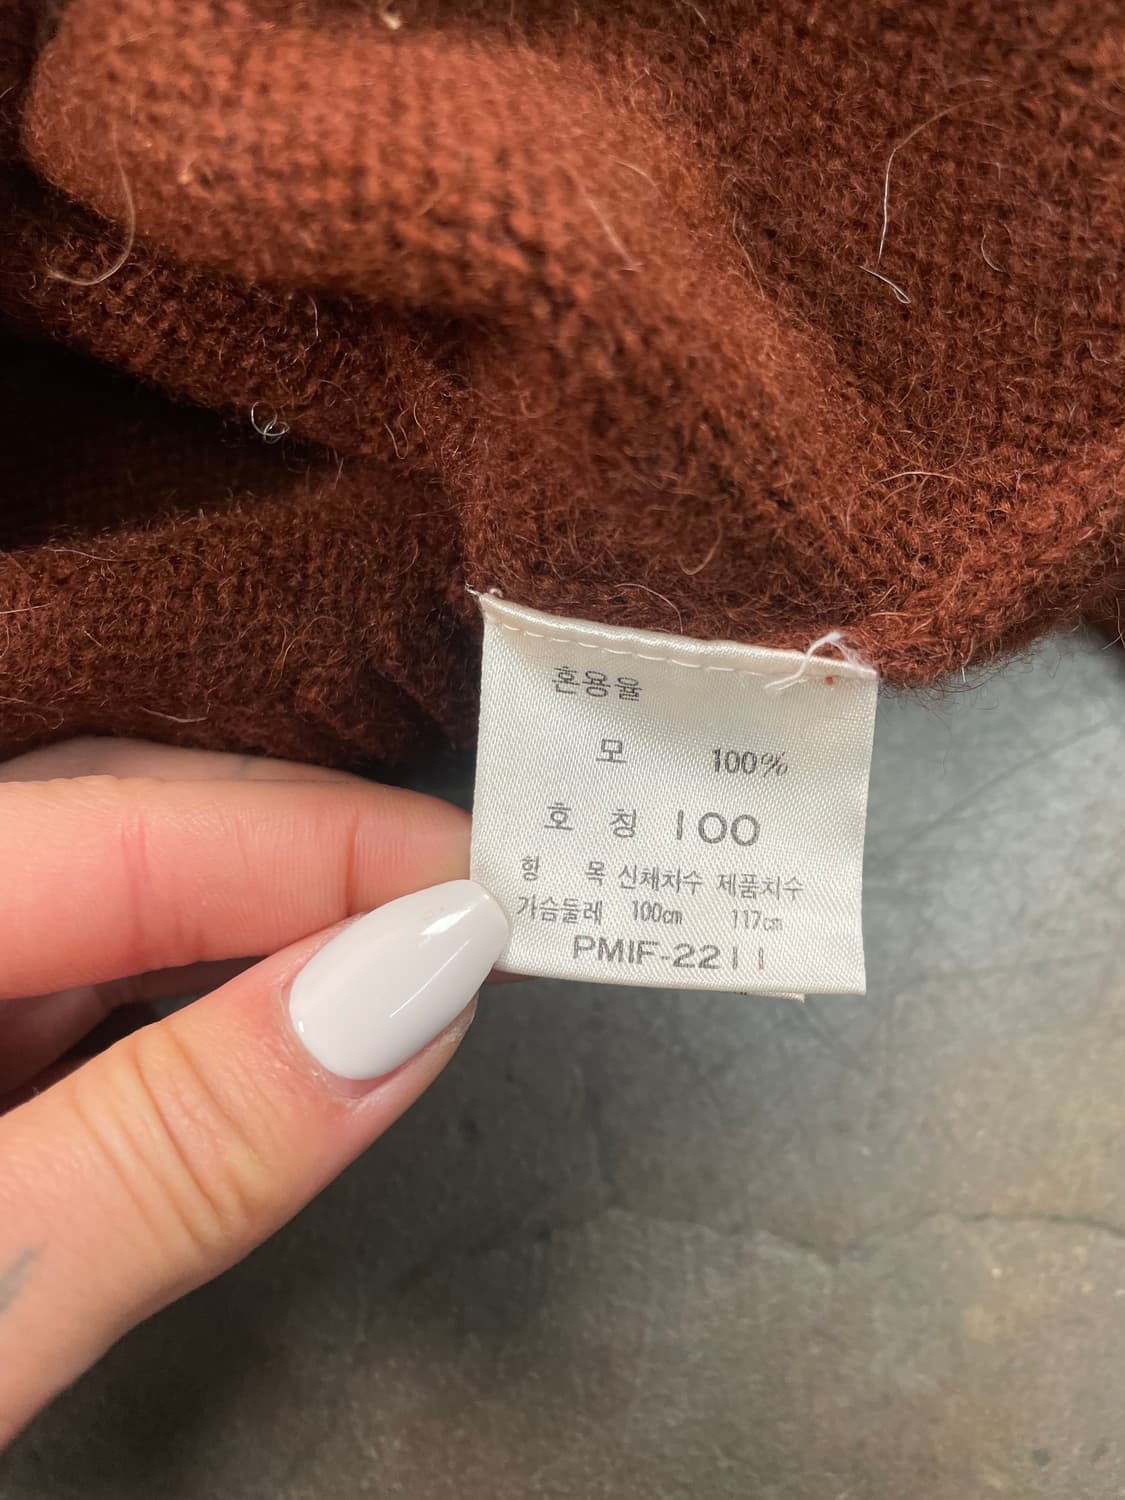 혼용율
모 100%
호 칭 100
항 목 신체치수 제품치수
가슴둘레 100cm 117cm
PMIF-2211